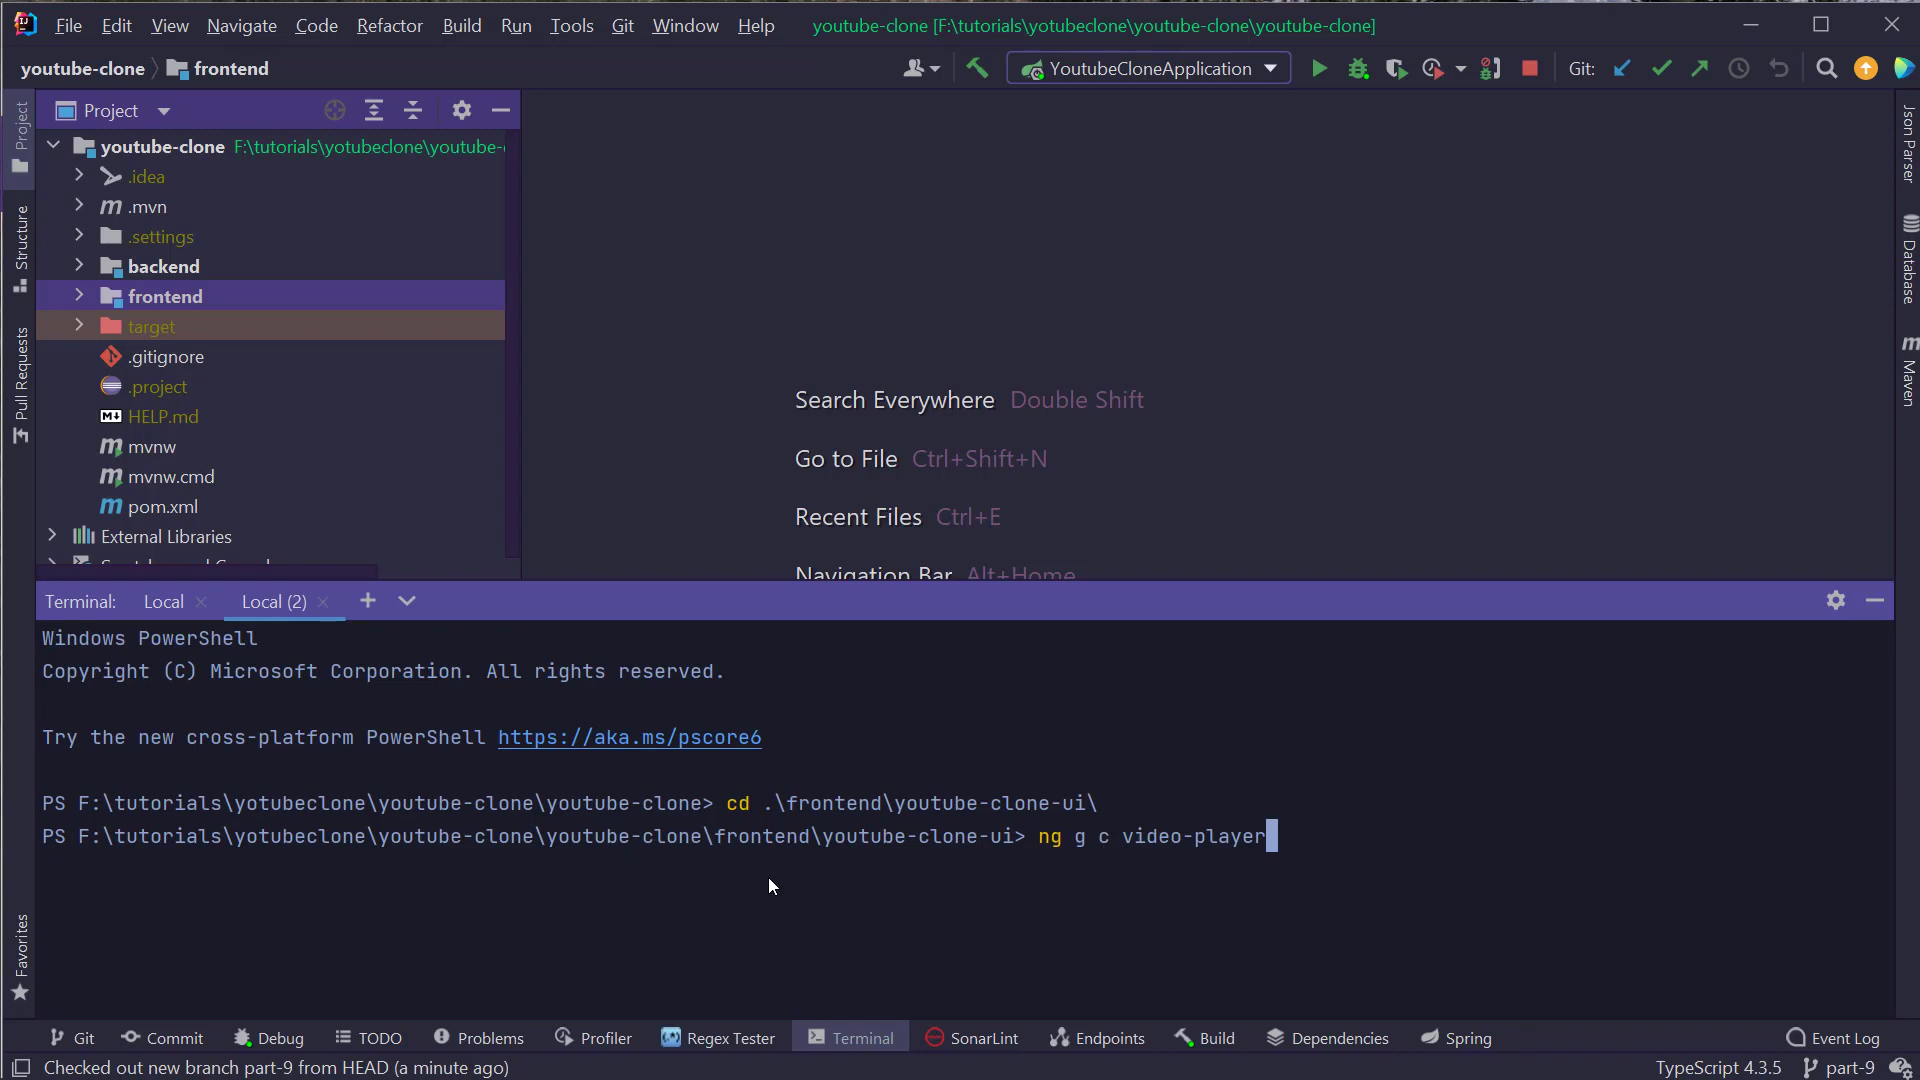 File Edit View Navigate Code Refactor Build Run Tools Git Window Help youtube-clone [F:\tutorials\yotubeclone\youtube-clone\youtube-clone]
youtube-clone frontend YoutubeCloneApplication Git:
Project
Project
Structure
Pull Requests
Favorites
youtube-clone F:\tutorials\yotubeclone\youtube-
.idea
.mvn
.settings
backend
frontend
target
.gitignore
.project
HELP.md
mvnw
mvnw.cmd
pom.xml
External Libraries
Search Everywhere Double Shift
Go to File Ctrl+Shift+N
Recent Files Ctrl+E
Navigation Bar Alt+Home
Json Parser
Database
Maven
Terminal: Local Local (2)
Windows PowerShell
Copyright (C) Microsoft Corporation. All rights reserved.
Try the new cross-platform PowerShell https://aka.ms/pscore6
PS F:\tutorials\yotubeclone\youtube-clone\youtube-clone> cd .\frontend\youtube-clone-ui\
PS F:\tutorials\yotubeclone\youtube-clone\youtube-clone\frontend\youtube-clone-ui> ng g c video-player
Git Commit Debug TODO Problems Profiler Regex Tester Terminal SonarLint Endpoints Build Dependencies Spring Event Log
Checked out new branch part-9 from HEAD (a minute ago) TypeScript 4.3.5 part-9